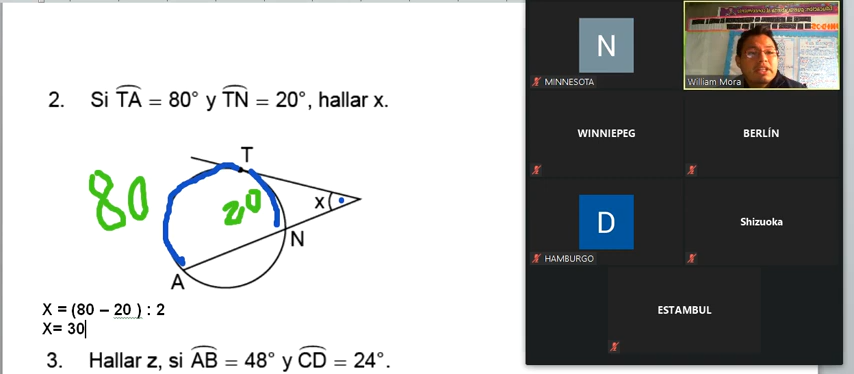 2. Si TA = 80° y TN = 20°, hallar x.
T
80
20
x
N
A
X = (80 – 20 ) : 2
X= 30
3. Hallar z, si AB = 48° y CD = 24°.
N
MINNESOTA
William Mora
WINNIEPEG
BERLÍN
D
HAMBURGO
Shizuoka
ESTAMBUL